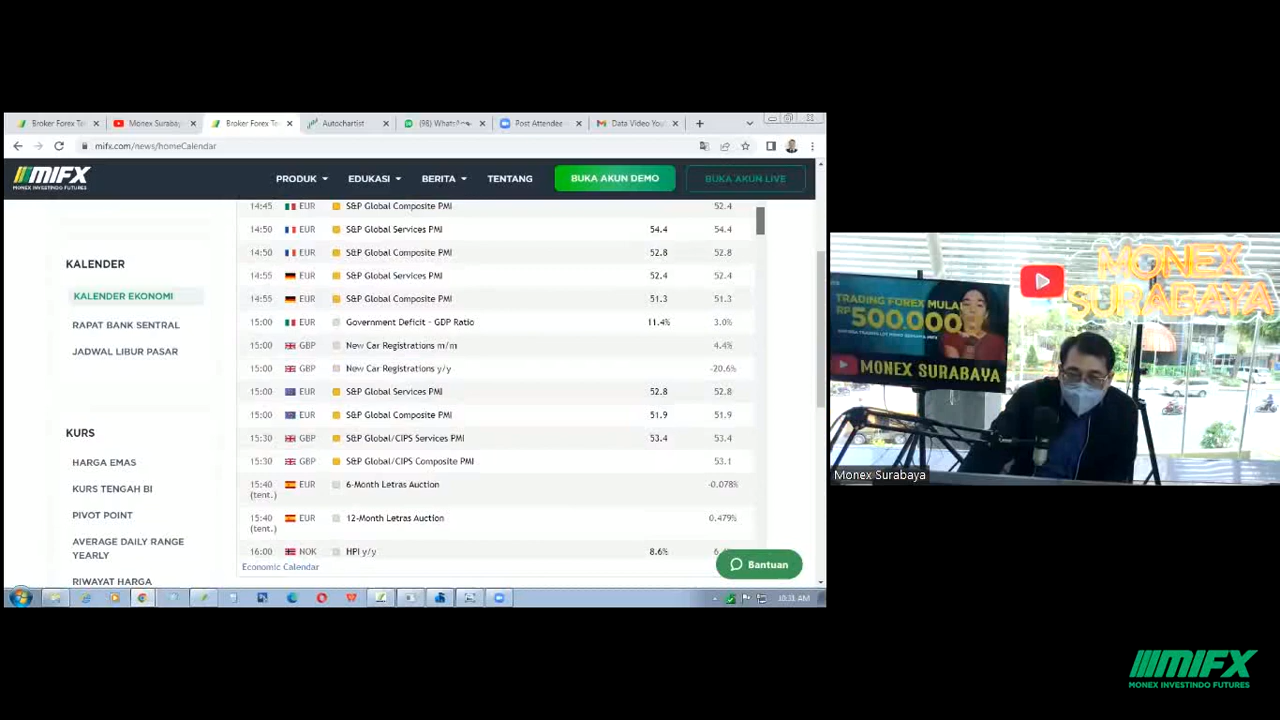 Broker Forex Te
Monex Surabay
Broker Forex Te
Autochartist
(98) Whats
Post Attendee
Data Video You
mifx.com/news/homeCalendar
MIFX
MONEX INVESTINDO FUTURES
PRODUK
EDUKASI
BERITA
TENTANG
BUKA AKUN DEMO
BUKA AKUN LIVE
KALENDER
KALENDER EKONOMI
RAPAT BANK SENTRAL
JADWAL LIBUR PASAR
KURS
HARGA EMAS
KURS TENGAH BI
PIVOT POINT
AVERAGE DAILY RANGE
YEARLY
RIWAYAT HARGA
14:45 EUR S&P Global Composite PMI 52.4
14:50 EUR S&P Global Services PMI 54.4 54.4
14:50 EUR S&P Global Composite PMI 52.8 52.8
14:55 EUR S&P Global Services PMI 52.4 52.4
14:55 EUR S&P Global Composite PMI 51.3 51.3
15:00 EUR Government Deficit - GDP Ratio 11.4% 3.0%
15:00 GBP New Car Registrations m/m 4.4%
15:00 GBP New Car Registrations y/y -20.6%
15:00 EUR S&P Global Services PMI 52.8 52.8
15:00 EUR S&P Global Composite PMI 51.9 51.9
15:30 GBP S&P Global/CIPS Services PMI 53.4 53.4
15:30 GBP S&P Global/CIPS Composite PMI 53.1
15:40 EUR 6-Month Letras Auction -0.078%
(tent.)
15:40 EUR 12-Month Letras Auction 0.479%
(tent.)
16:00 NOK HPI y/y 8.6%
Economic Calendar
Bantuan
10:31 AM
MONEX
SURABAYA
TRADING FOREX MULAI
RP 500.000
MONEX SURABAYA
Monex Surabaya
MIFX
MONEX INVESTINDO FUTURES